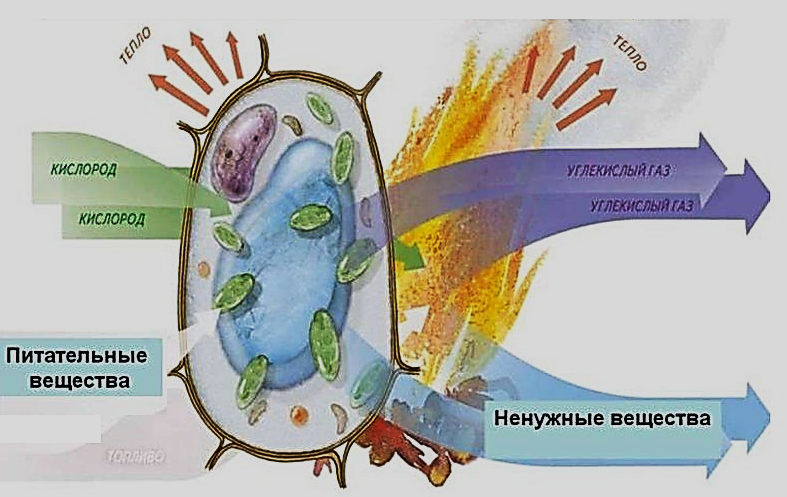 ТЕПЛО
ТЕПЛО
КИСЛОРОД
УГЛЕКИСЛЫЙ ГАЗ
КИСЛОРОД
УГЛЕКИСЛЫЙ ГАЗ
Питательные
вещества
Ненужные вещества
ТОПЛИВО